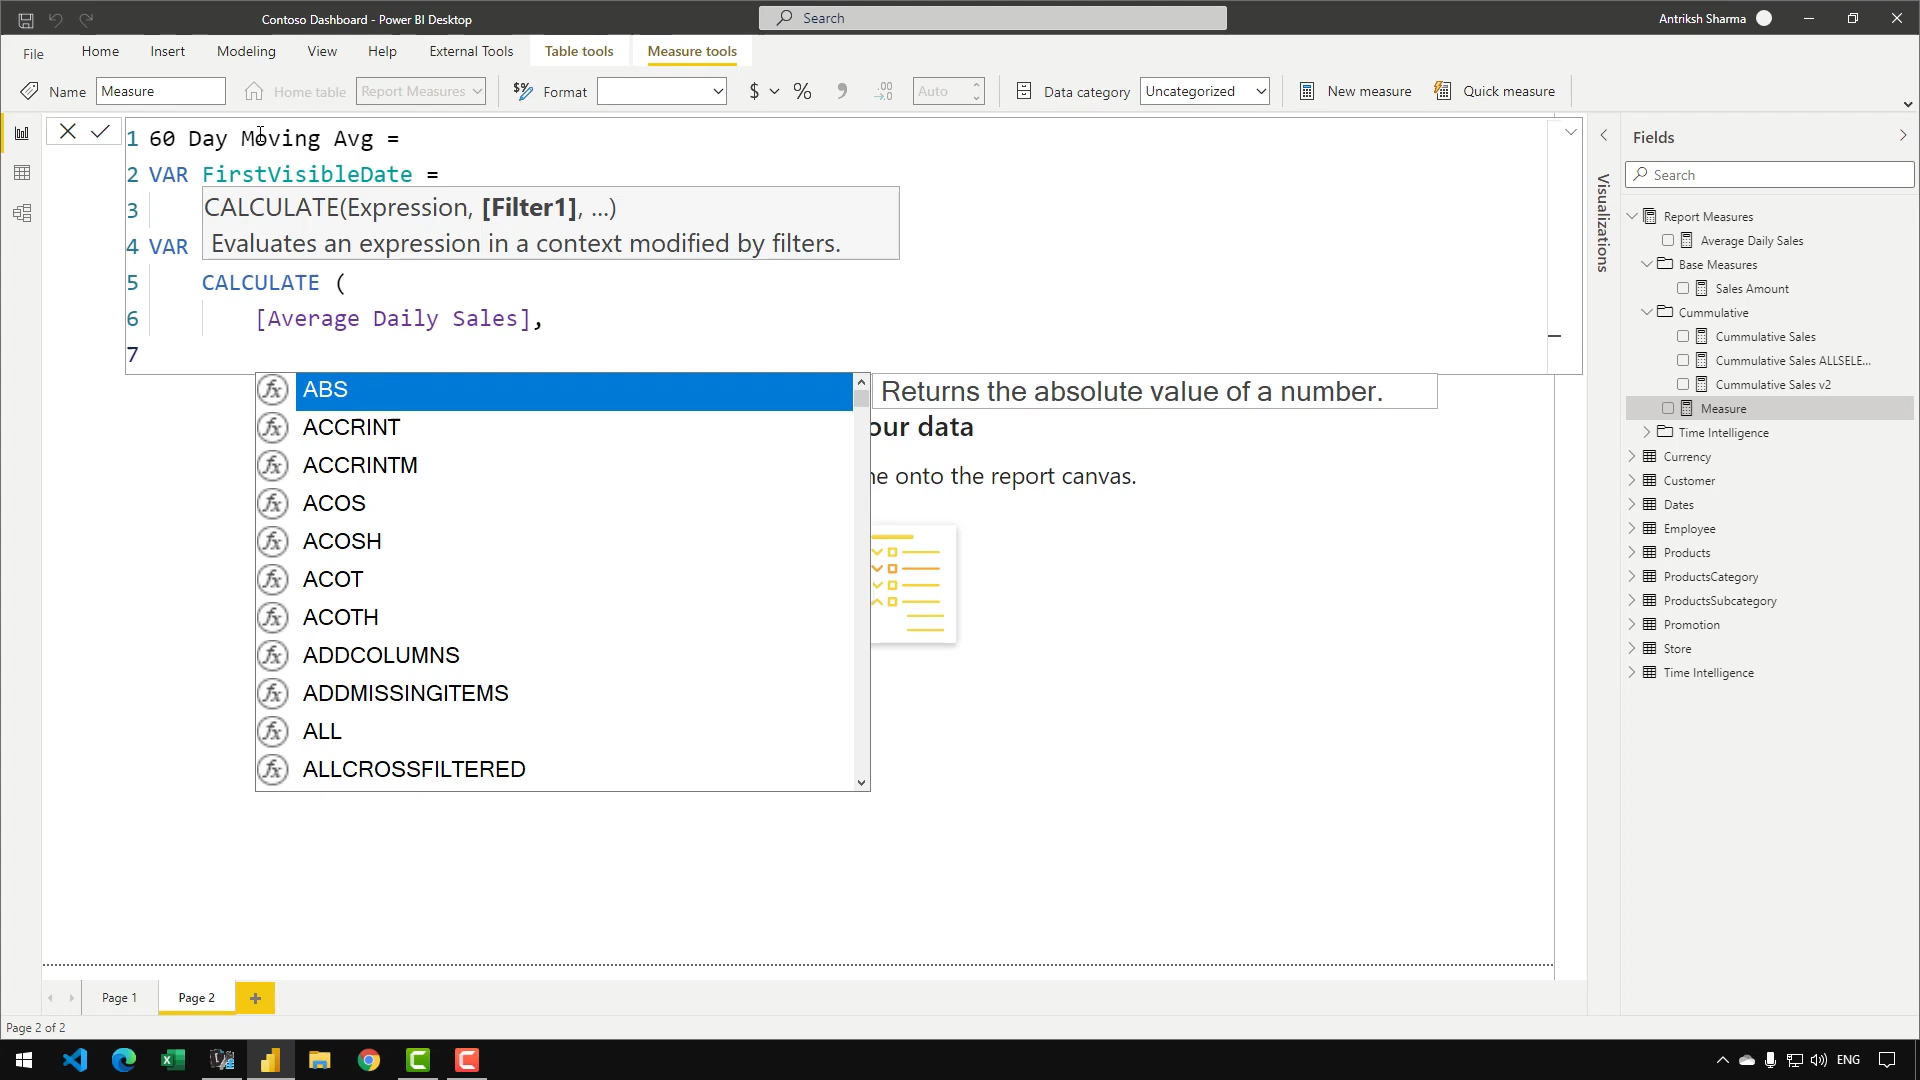 Contoso Dashboard - Power BI Desktop
Search
Antriksh Sharma
File
Home
Insert
Modeling
View
Help
External Tools
Table tools
Measure tools
Name
Measure
Home table
Report Measures
Format
$
%
Auto
Data category
Uncategorized
New measure
Quick measure
1 60 Day Moving Avg =
2 VAR FirstVisibleDate =
3
CALCULATE(Expression, [Filter1], ...)
4 VAR
Evaluates an expression in a context modified by filters.
5 CALCULATE (
6 [Average Daily Sales],
7
ABS
Returns the absolute value of a number.
ACCRINT
our data
ACCRINTM
onto the report canvas.
ACOS
ACOSH
ACOT
ACOTH
ADDCOLUMNS
ADDMISSINGITEMS
ALL
ALLCROSSFILTERED
Visualizations
Fields
Search
Report Measures
Average Daily Sales
Base Measures
Sales Amount
Cummulative
Cummulative Sales
Cummulative Sales ALLSELE...
Cummulative Sales v2
Measure
Time Intelligence
Currency
Customer
Dates
Employee
Products
ProductsCategory
ProductsSubcategory
Promotion
Store
Time Intelligence
Page 1
Page 2
+
Page 2 of 2
ENG